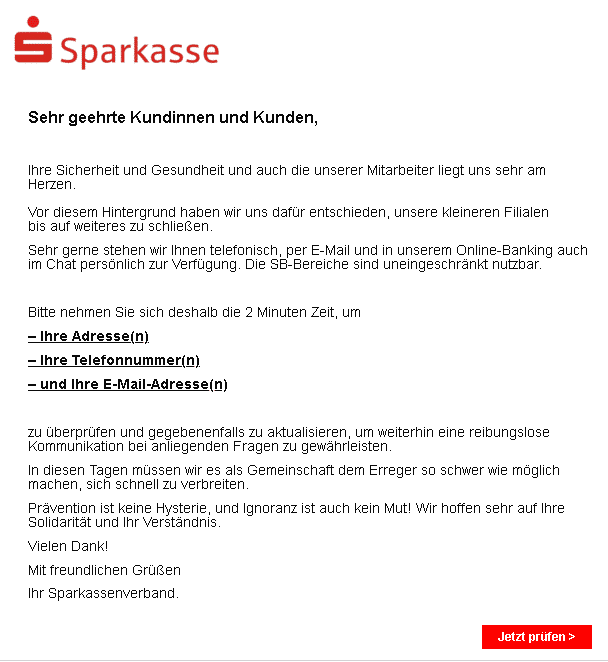 Sparkasse
Sehr geehrte Kundinnen und Kunden,
Ihre Sicherheit und Gesundheit und auch die unserer Mitarbeiter liegt uns sehr am
Herzen.
Vor diesem Hintergrund haben wir uns dafür entschieden, unsere kleineren Filialen
bis auf weiteres zu schließen.
Sehr gerne stehen wir Ihnen telefonisch, per E-Mail und in unserem Online-Banking auch
im Chat persönlich zur Verfügung. Die SB-Bereiche sind uneingeschränkt nutzbar.
Bitte nehmen Sie sich deshalb die 2 Minuten Zeit, um
– Ihre Adresse(n)
– Ihre Telefonnummer(n)
– und Ihre E-Mail-Adresse(n)
zu überprüfen und gegebenenfalls zu aktualisieren, um weiterhin eine reibungslose
Kommunikation bei anliegenden Fragen zu gewährleisten.
In diesen Tagen müssen wir es als Gemeinschaft dem Erreger so schwer wie möglich
machen, sich schnell zu verbreiten.
Prävention ist keine Hysterie, und Ignoranz ist auch kein Mut! Wir hoffen sehr auf Ihre
Solidarität und Ihr Verständnis.
Vielen Dank!
Mit freundlichen Grüßen
Ihr Sparkassenverband.
Jetzt prüfen >